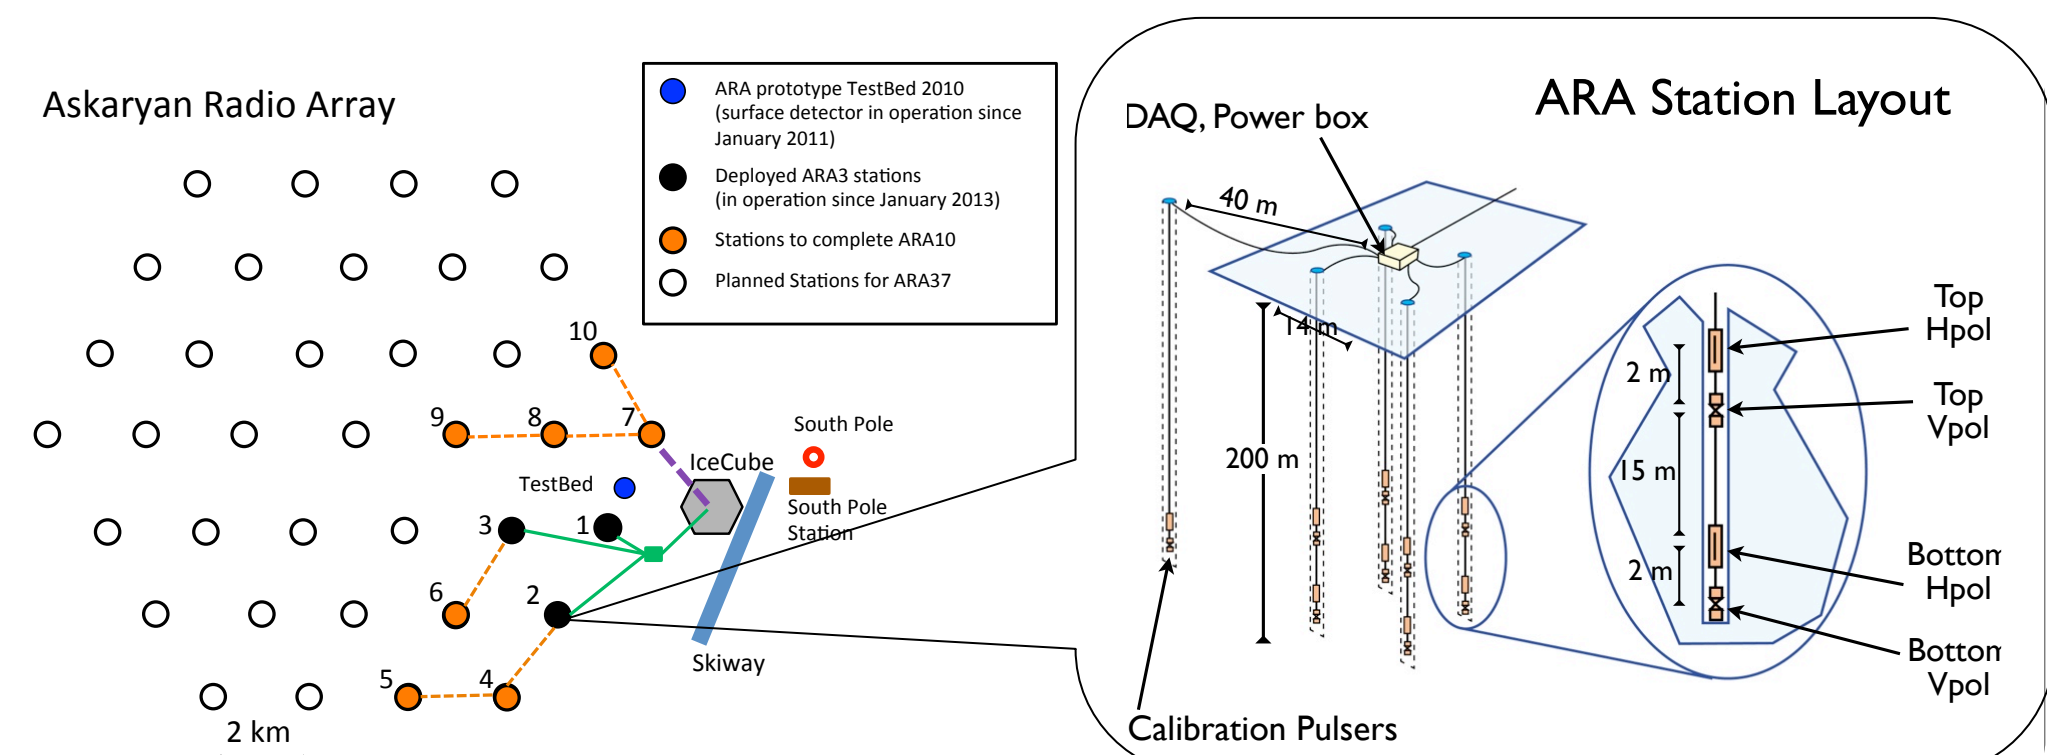 Askaryan Radio Array
ARA prototype TestBed 2010
(surface detector in operation since
January 2011)
Deployed ARA3 stations
(in operation since January 2013)
Stations to complete ARA10
Planned Stations for ARA37
10
9
8
7
TestBed
IceCube
South Pole
South Pole
Station
3
1
6
2
5
4
Skiway
2 km
ARA Station Layout
DAQ, Power box
40 m
14 m
200 m
Calibration Pulsers
2 m
15 m
2 m
Top
Hpol
Top
Vpol
Bottom
Hpol
Bottom
Vpol